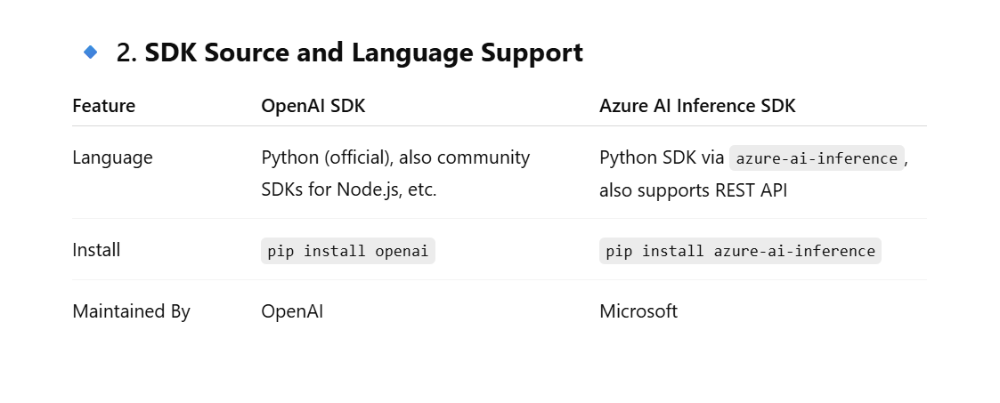 2. SDK Source and Language Support
Feature OpenAI SDK Azure AI Inference SDK
Language Python (official), also community Python SDK via azure-ai-inference,
SDKs for Node.js, etc. also supports REST API
Install pip install openai pip install azure-ai-inference
Maintained By OpenAI Microsoft